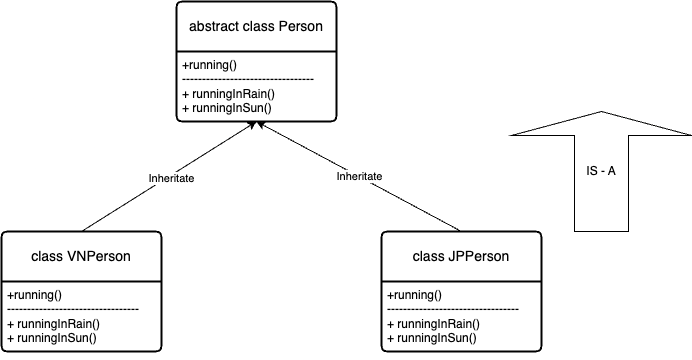 abstract class Person
+running()
---------------------------------
+ runningInRain()
+ runningInSun()
Inheritate
Inheritate
IS - A
class VNPerson
+running()
---------------------------------
+ runningInRain()
+ runningInSun()
class JPPerson
+running()
---------------------------------
+ runningInRain()
+ runningInSun()